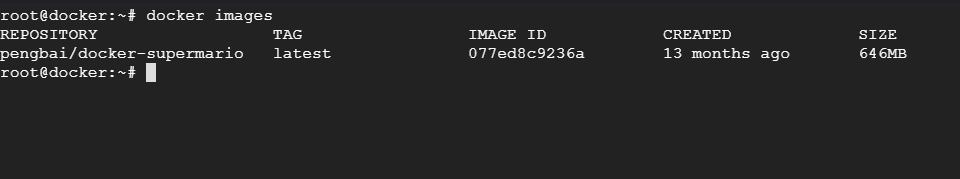 root@docker:~# docker images
REPOSITORY TAG IMAGE ID CREATED SIZE
pengbai/docker-supermario latest 077ed8c9236a 13 months ago 646MB
root@docker:~#